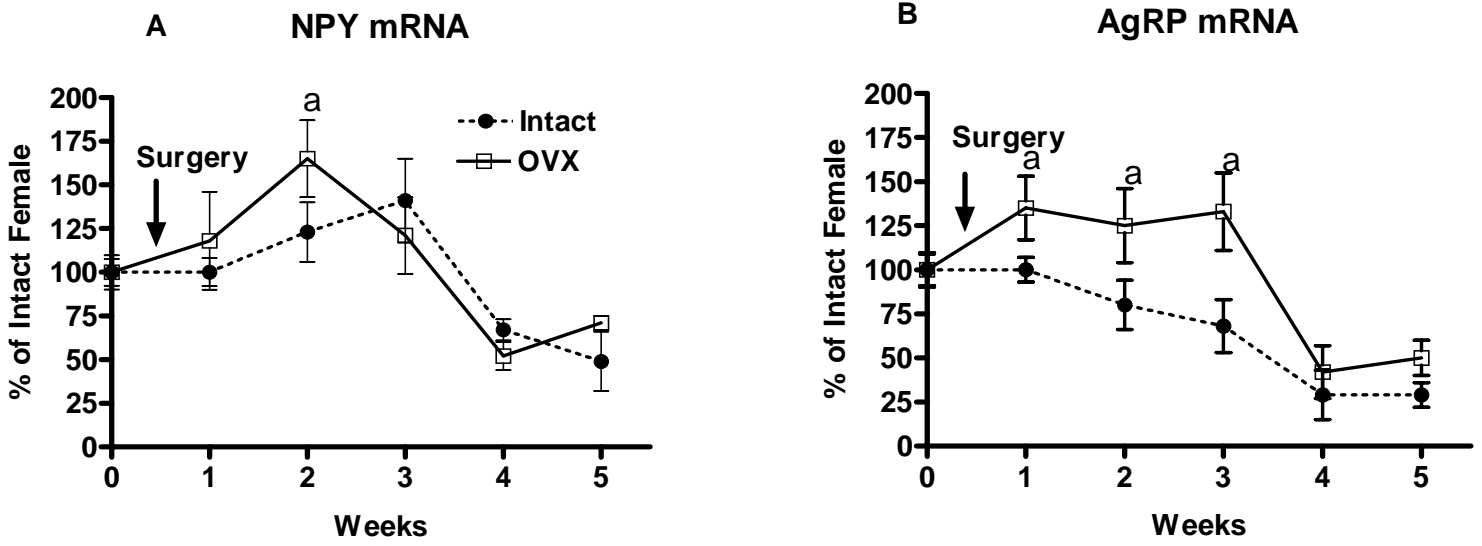 A
NPY mRNA
% of Intact Female
200
175
150
125
100
75
50
25
0
Surgery
a
Intact
OVX
0 1 2 3 4 5
Weeks
B
AgRP mRNA
% of Intact Female
200
175
150
125
100
75
50
25
0
Surgery
a a a
0 1 2 3 4 5
Weeks